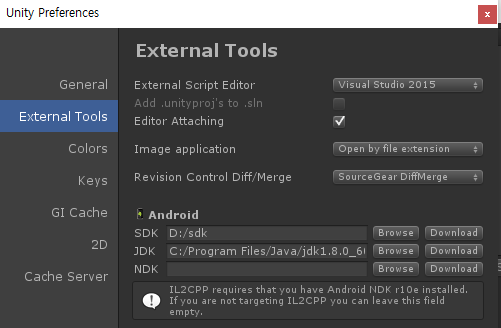 Unity Preferences
x
External Tools
General
External Script Editor Visual Studio 2015
Add .unityproj's to .sln
External Tools
Editor Attaching
Colors
Image application Open by file extension
Keys
Revision Control Diff/Merge SourceGear DiffMerge
GI Cache
Android
2D
SDK D:/sdk Browse Download
JDK C:/Program Files/Java/jdk1.8.0_6 Browse Download
Cache Server
NDK Browse Download
IL2CPP requires that you have Android NDK r10e installed.
If you are not targeting IL2CPP you can leave this field
empty.